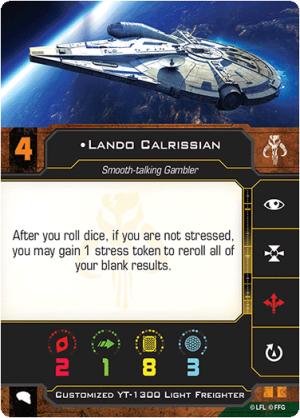 4
•Lando Calrissian
Smooth-talking Gambler
After you roll dice, if you are not stressed,
you may gain 1 stress token to reroll all of
your blank results.
2 1 8 3
Customized YT-1300 Light Freighter
©LFL ©FFG